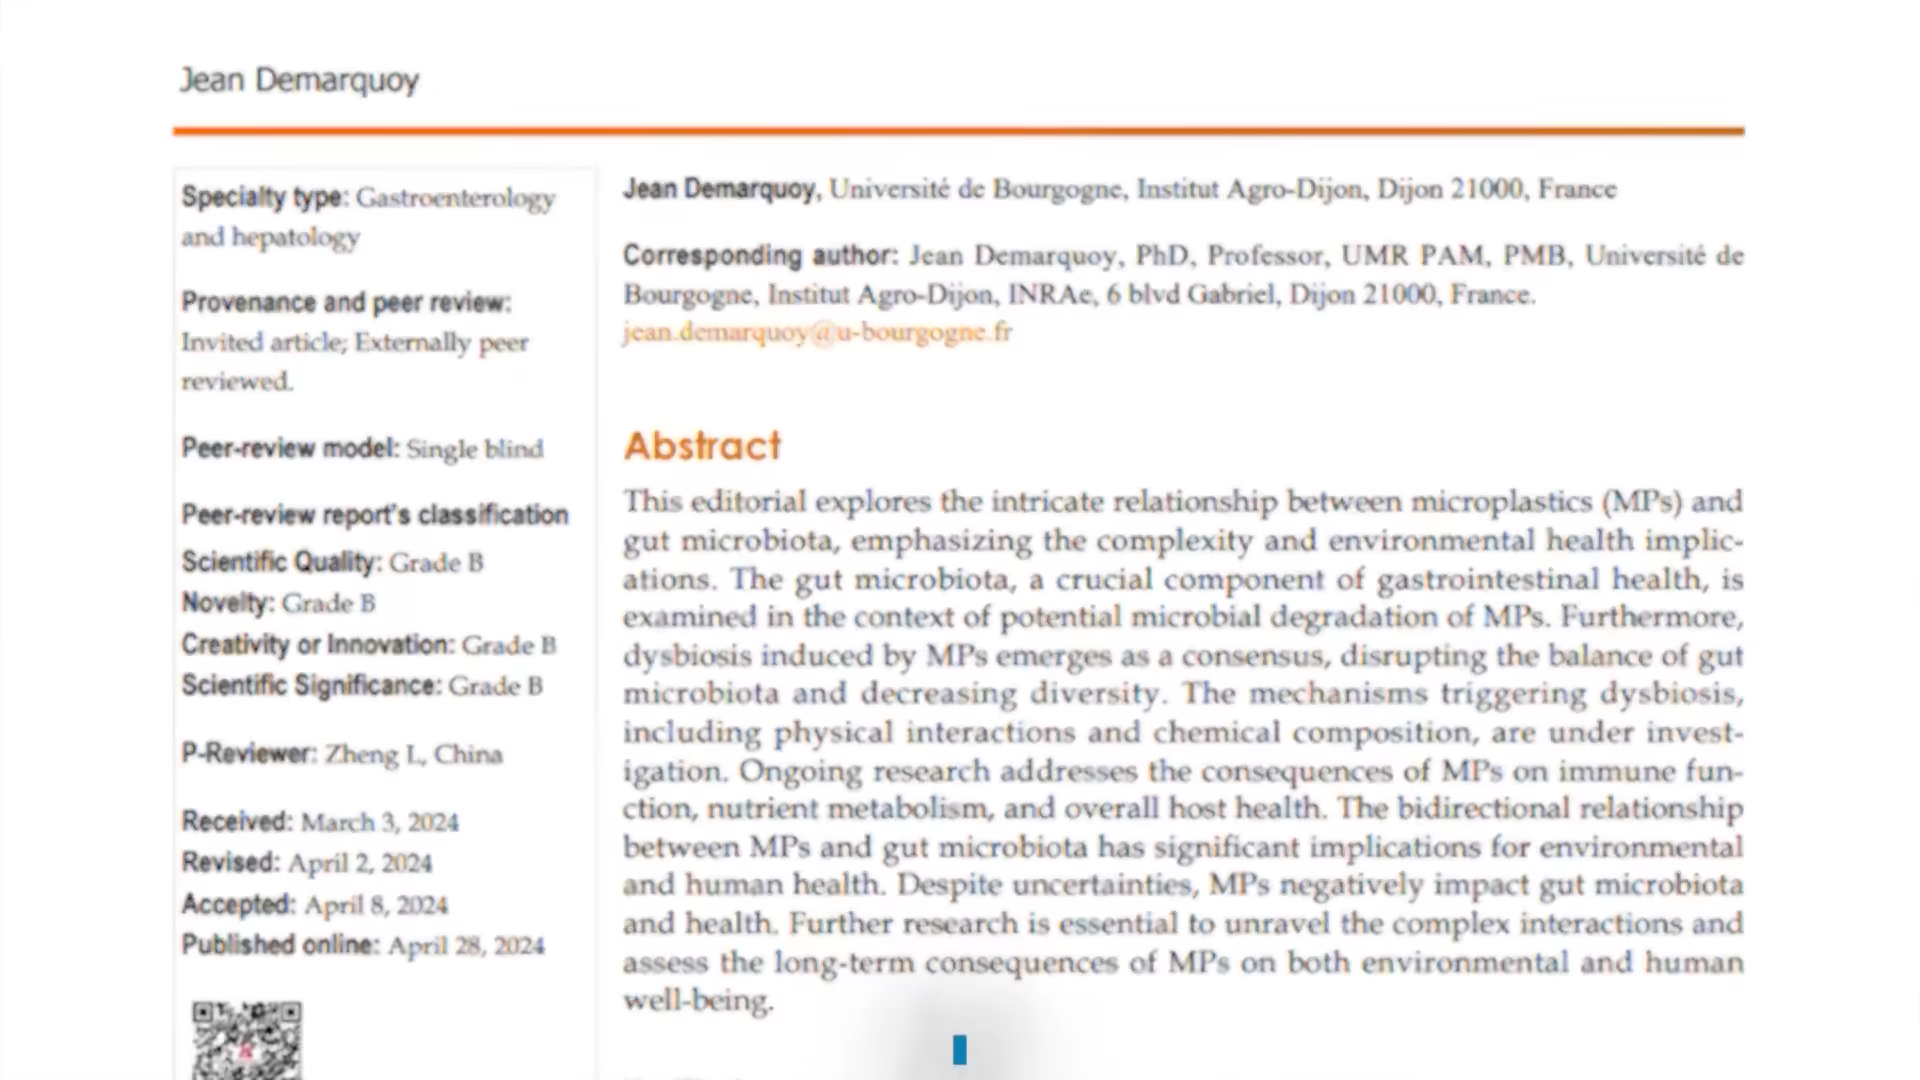 Jean Demarquoy
Specialty type: Gastroenterology
and hepatology
Provenance and peer review:
Invited article; Externally peer
reviewed.
Peer-review model: Single blind
Peer-review report's classification
Scientific Quality: Grade B
Novelty: Grade B
Creativity or Innovation: Grade B
Scientific Significance: Grade B
P-Reviewer: Zheng L, China
Received: March 3, 2024
Revised: April 2, 2024
Accepted: April 8, 2024
Published online: April 28, 2024
Jean Demarquoy, Université de Bourgogne, Institut Agro-Dijon, Dijon 21000, France
Corresponding author: Jean Demarquoy, PhD, Professor, UMR PAM, PMB, Université de
Bourgogne, Institut Agro-Dijon, INRAe, 6 blvd Gabriel, Dijon 21000, France.
jean.demarquoy@u-bourgogne.fr
Abstract
This editorial explores the intricate relationship between microplastics (MPs) and
gut microbiota, emphasizing the complexity and environmental health implic-
ations. The gut microbiota, a crucial component of gastrointestinal health, is
examined in the context of potential microbial degradation of MPs. Furthermore,
dysbiosis induced by MPs emerges as a consensus, disrupting the balance of gut
microbiota and decreasing diversity. The mechanisms triggering dysbiosis,
including physical interactions and chemical composition, are under invest-
igation. Ongoing research addresses the consequences of MPs on immune fun-
ction, nutrient metabolism, and overall host health. The bidirectional relationship
between MPs and gut microbiota has significant implications for environmental
and human health. Despite uncertainties, MPs negatively impact gut microbiota
and health. Further research is essential to unravel the complex interactions and
assess the long-term consequences of MPs on both environmental and human
well-being.